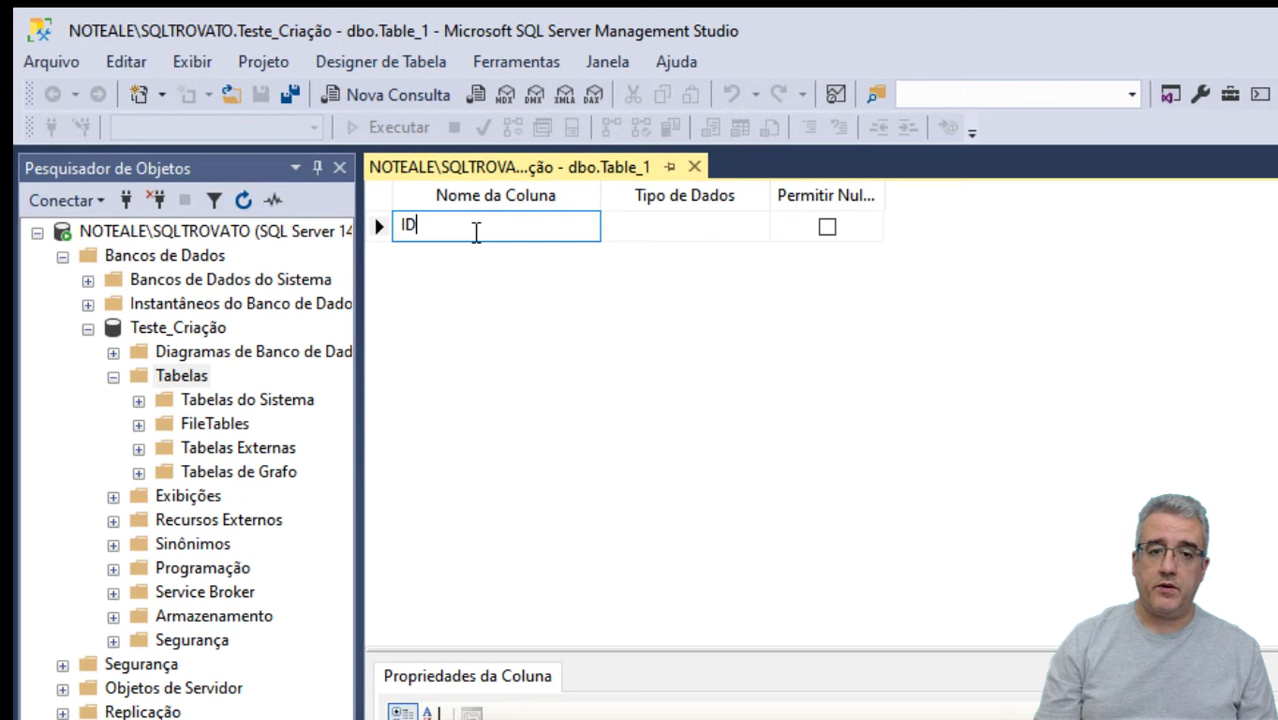 NOTEALE\SQLTROVATO.Teste_Criação - dbo.Table_1 - Microsoft SQL Server Management Studio
Arquivo Editar Exibir Projeto Designer de Tabela Ferramentas Janela Ajuda
Nova Consulta MDX DMX XMLA DAX
Executar
Pesquisador de Objetos
Conectar
NOTEALE\SQLTROVATO (SQL Server 14
Bancos de Dados
Bancos de Dados do Sistema
Instantâneos do Banco de Dado
Teste_Criação
Diagramas de Banco de Dad
Tabelas
Tabelas do Sistema
FileTables
Tabelas Externas
Tabelas de Grafo
Exibições
Recursos Externos
Sinônimos
Programação
Service Broker
Armazenamento
Segurança
Segurança
Objetos de Servidor
Replicação
NOTEALE\SQLTROVA...ção - dbo.Table_1
Nome da Coluna Tipo de Dados Permitir Nul...
ID
Propriedades da Coluna